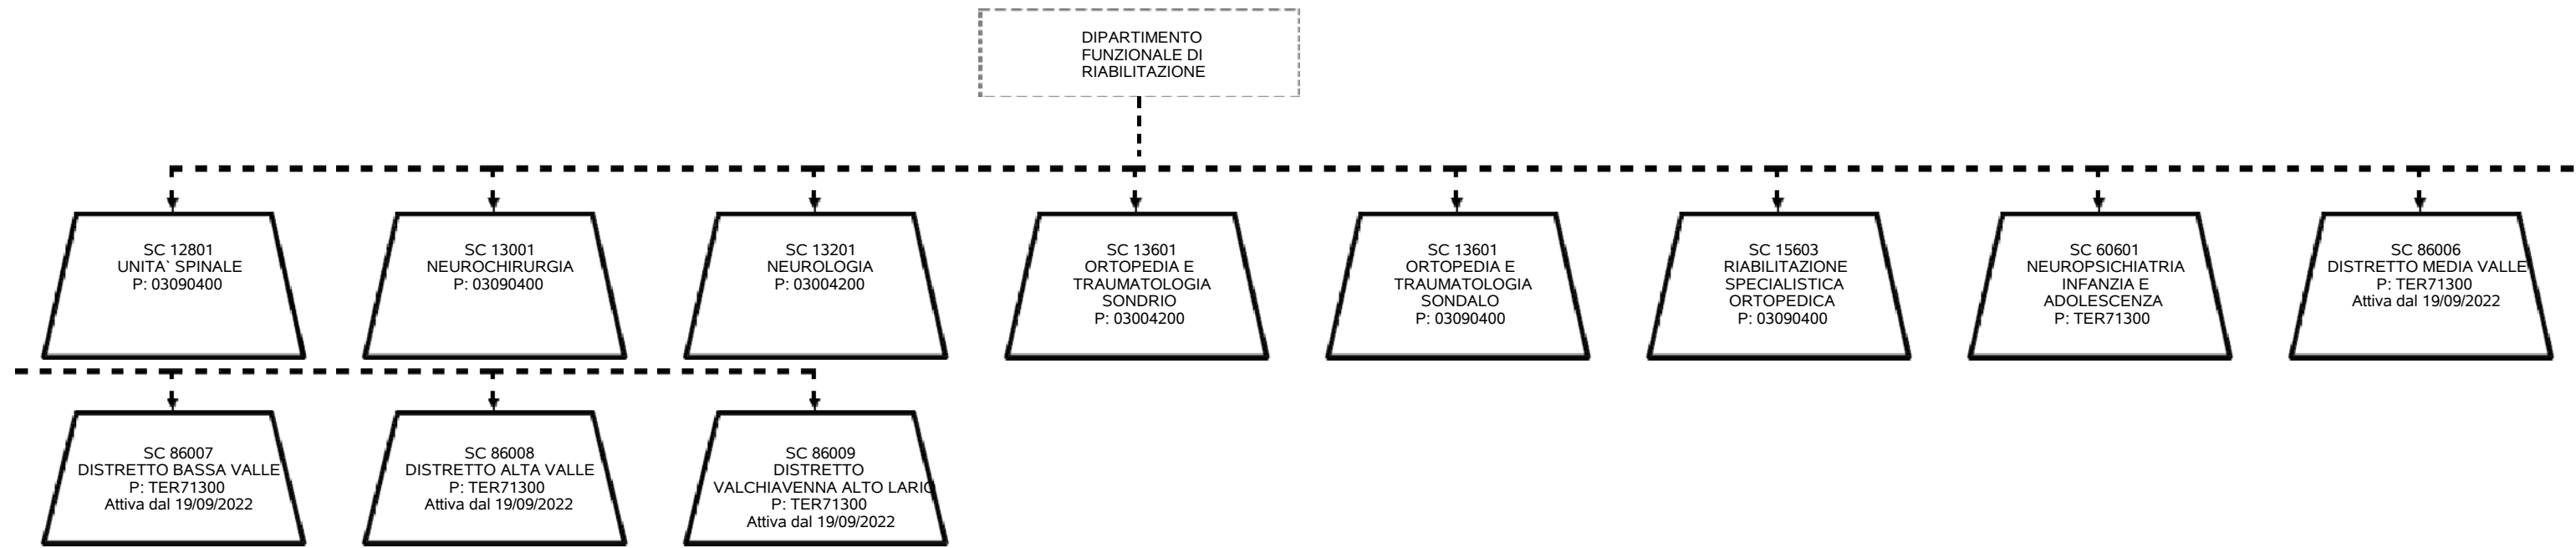 DIPARTIMENTO
FUNZIONALE DI
RIABILITAZIONE
SC 12801
UNITA` SPINALE
P: 03090400
SC 13001
NEUROCHIRURGIA
P: 03090400
SC 13201
NEUROLOGIA
P: 03004200
SC 13601
ORTOPEDIA E
TRAUMATOLOGIA
SONDRIO
P: 03004200
SC 13601
ORTOPEDIA E
TRAUMATOLOGIA
SONDALO
P: 03090400
SC 15603
RIABILITAZIONE
SPECIALISTICA
ORTOPEDICA
P: 03090400
SC 60601
NEUROPSICHIATRIA
INFANZIA E
ADOLESCENZA
P: TER71300
SC 86006
DISTRETTO MEDIA VALLE
P: TER71300
Attiva dal 19/09/2022
SC 86007
DISTRETTO BASSA VALLE
P: TER71300
Attiva dal 19/09/2022
SC 86008
DISTRETTO ALTA VALLE
P: TER71300
Attiva dal 19/09/2022
SC 86009
DISTRETTO
VALCHIAVENNA ALTO LARIO
P: TER71300
Attiva dal 19/09/2022